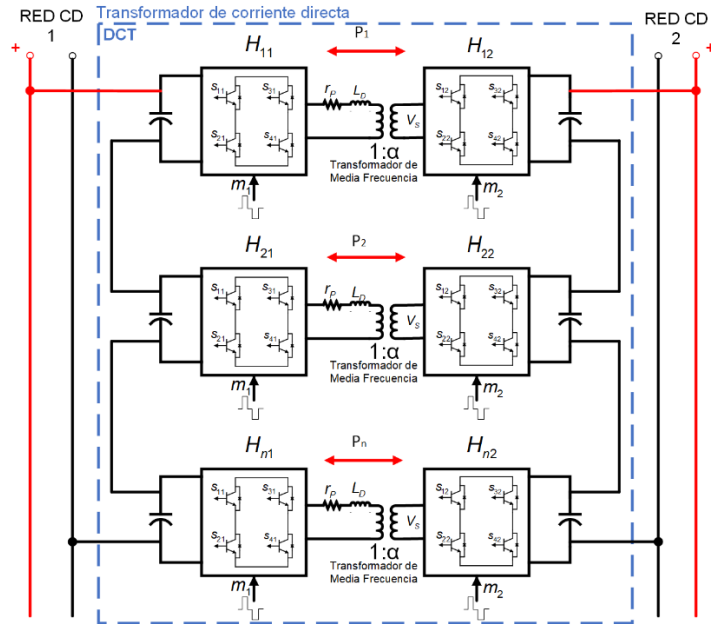 Transformador de corriente directa
RED CD
1
RED CD
2
+
+
DCT
H11
P1
H12
s11
s31
s21
s41
rP
LD
VS
s12
s32
s22
s42
1:α
Transformador de
Media Frecuencia
m1
m2
H21
P2
H22
s11
s31
s21
s41
rP
LD
VS
s12
s32
s22
s42
1:α
Transformador de
Media Frecuencia
m1
m2
Hn1
Pn
Hn2
s11
s31
s21
s41
rP
LD
VS
s12
s32
s22
s42
1:α
Transformador de
Media Frecuencia
m1
m2